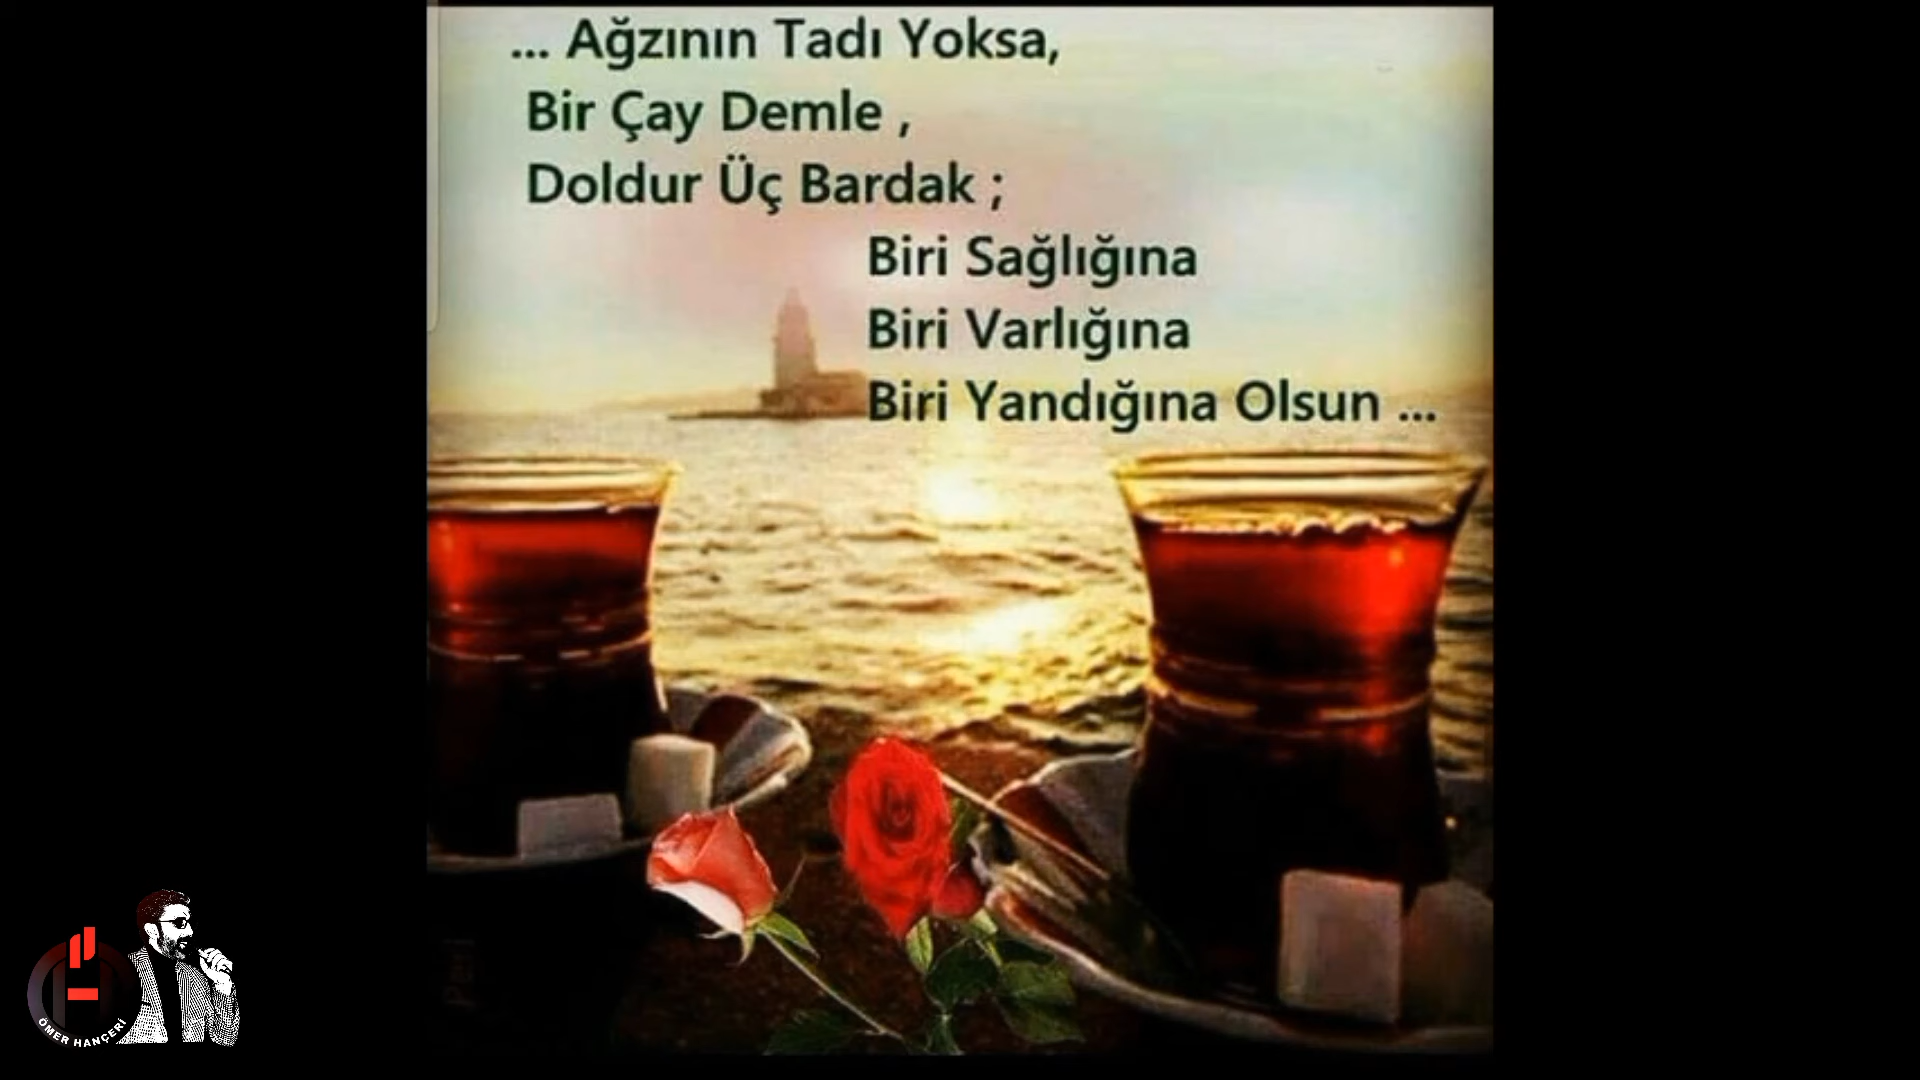 ... Ağzının Tadı Yoksa,
Bir Çay Demle ,
Doldur Üç Bardak ;
Biri Sağlığına
Biri Varlığına
Biri Yandığına Olsun ...
ÖMER HANÇERİ